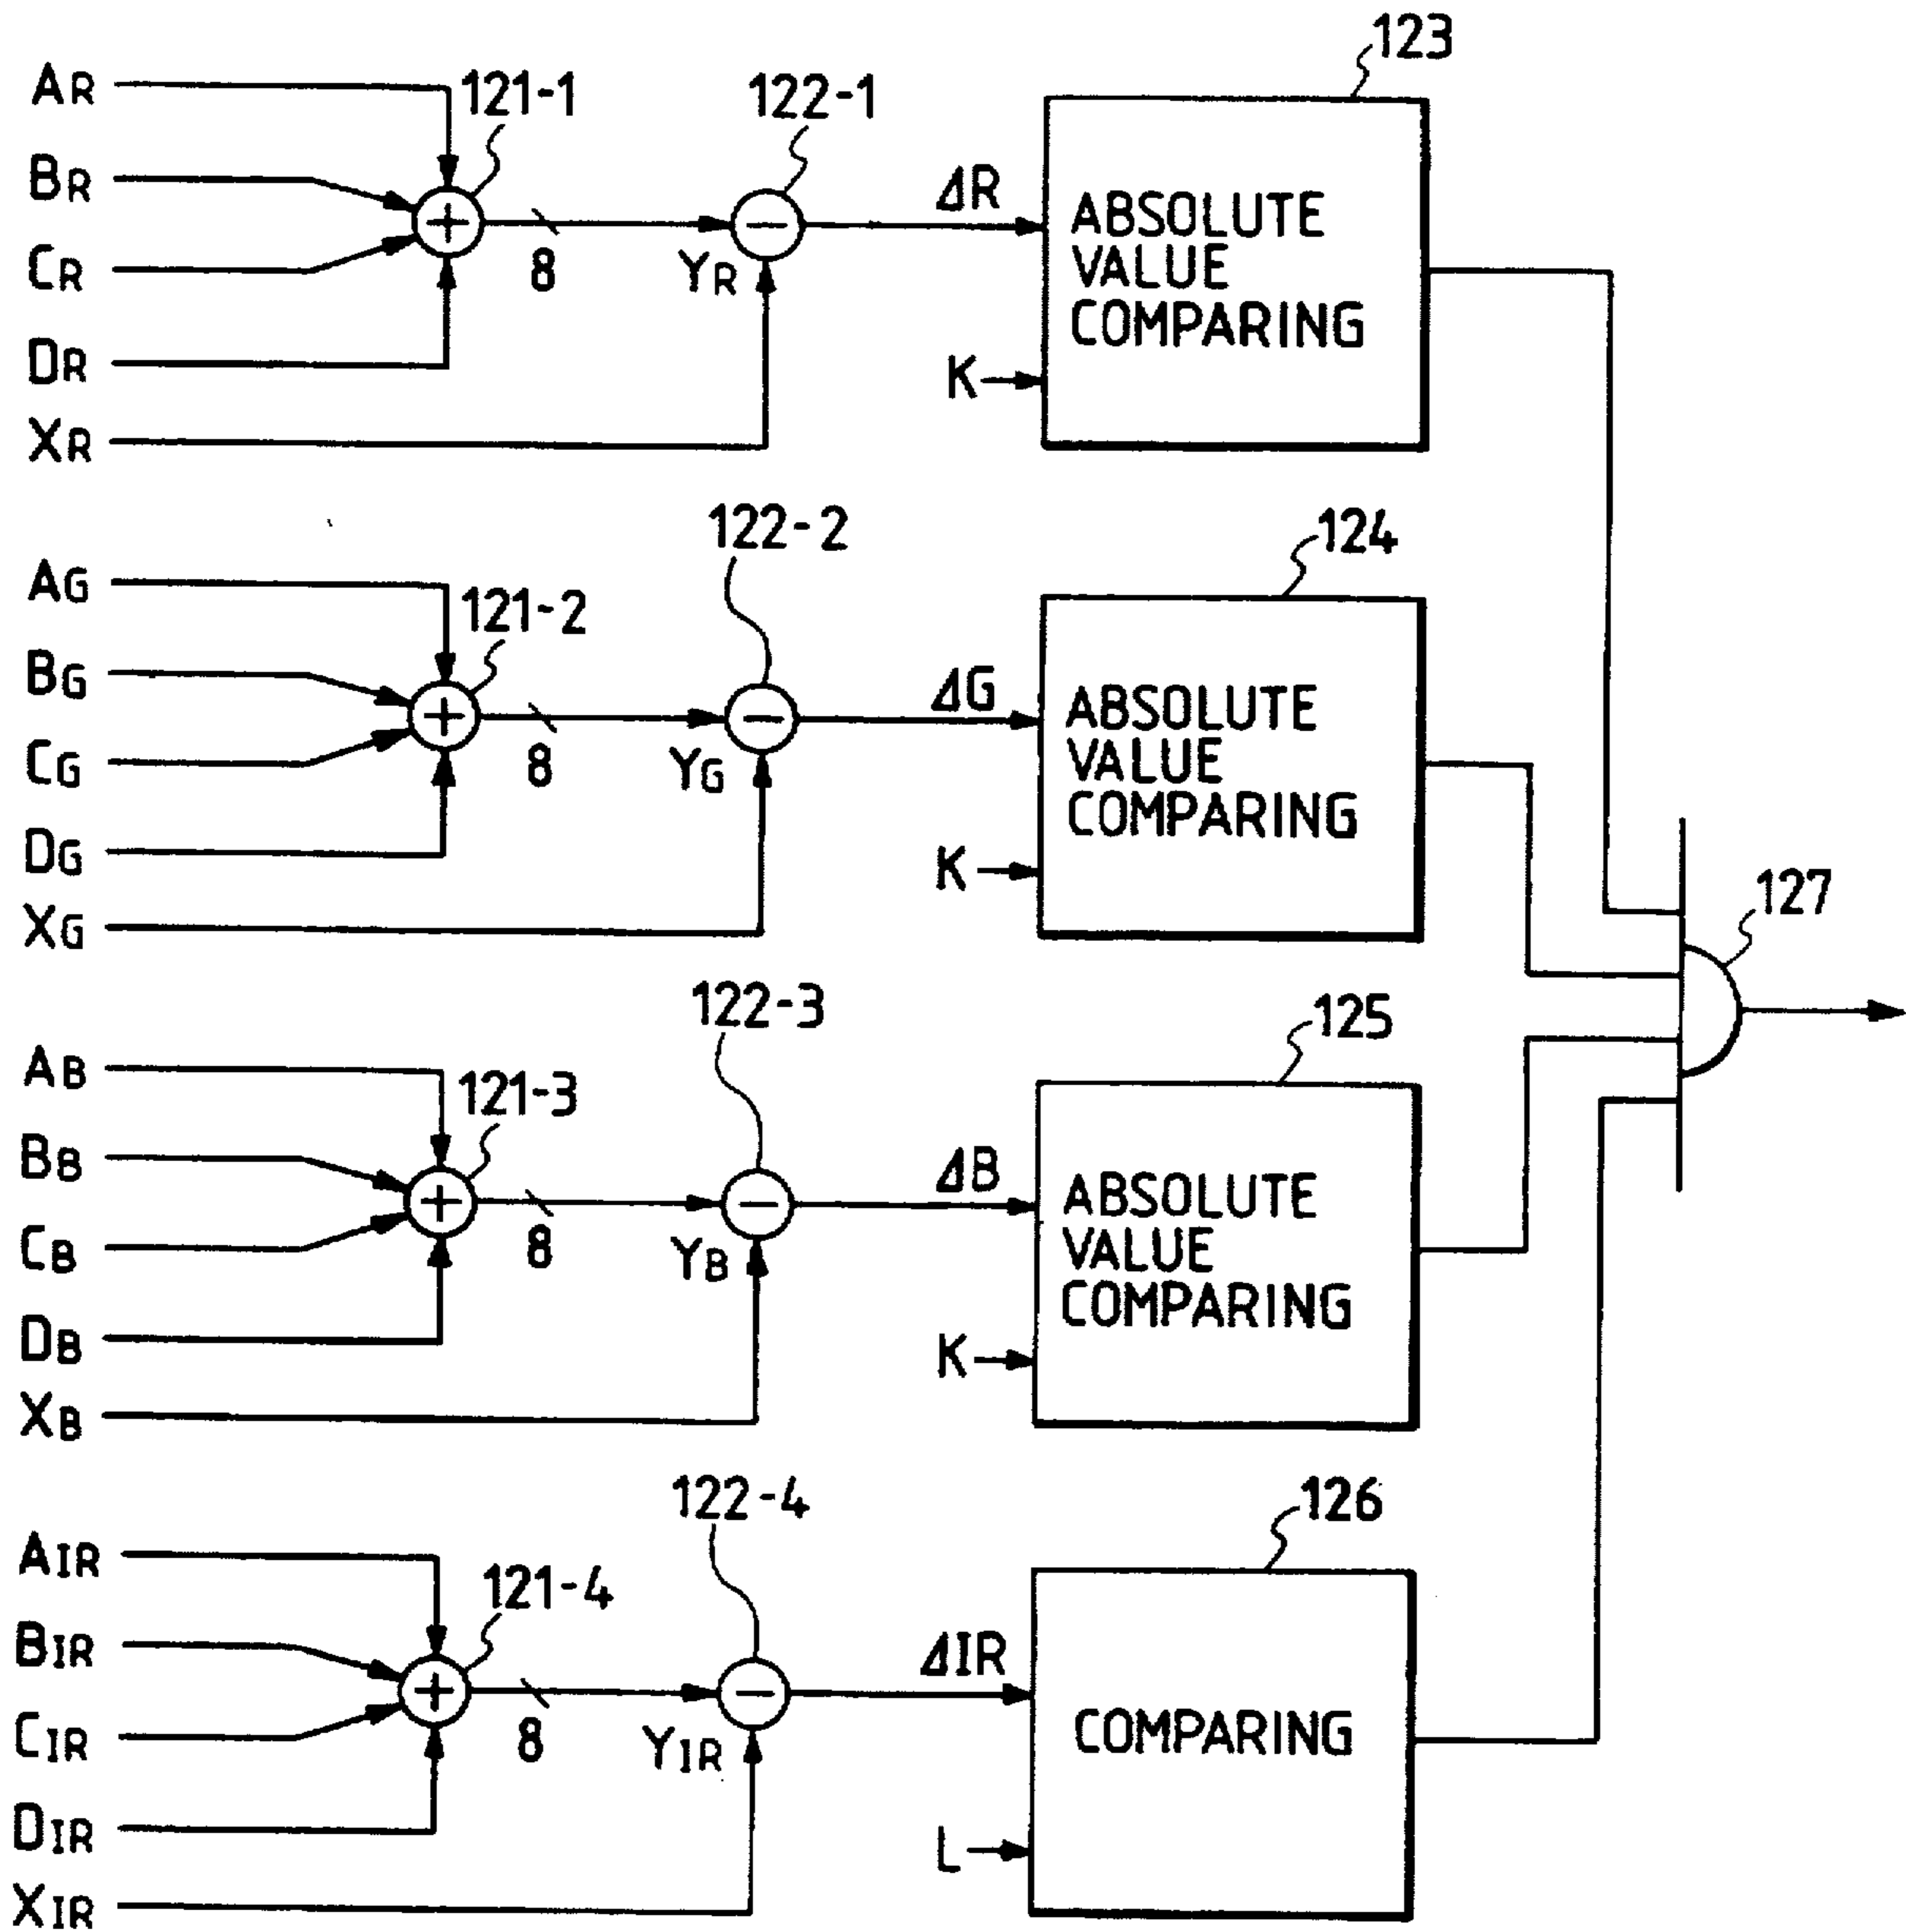 123
AR
121-1
122-1
BR
ΔR
ABSOLUTE
VALUE
COMPARING
CR
8
YR
DR
K
XR
122-2
124
AG
121-2
BG
ΔG
ABSOLUTE
VALUE
COMPARING
CG
8
YG
DG
K
XG
127
122-3
125
AB
121-3
BB
ΔB
ABSOLUTE
VALUE
COMPARING
CB
8
YB
DB
K
XB
122-4
126
AIR
121-4
BIR
ΔIR
COMPARING
CIR
8
YIR
DIR
L
XIR